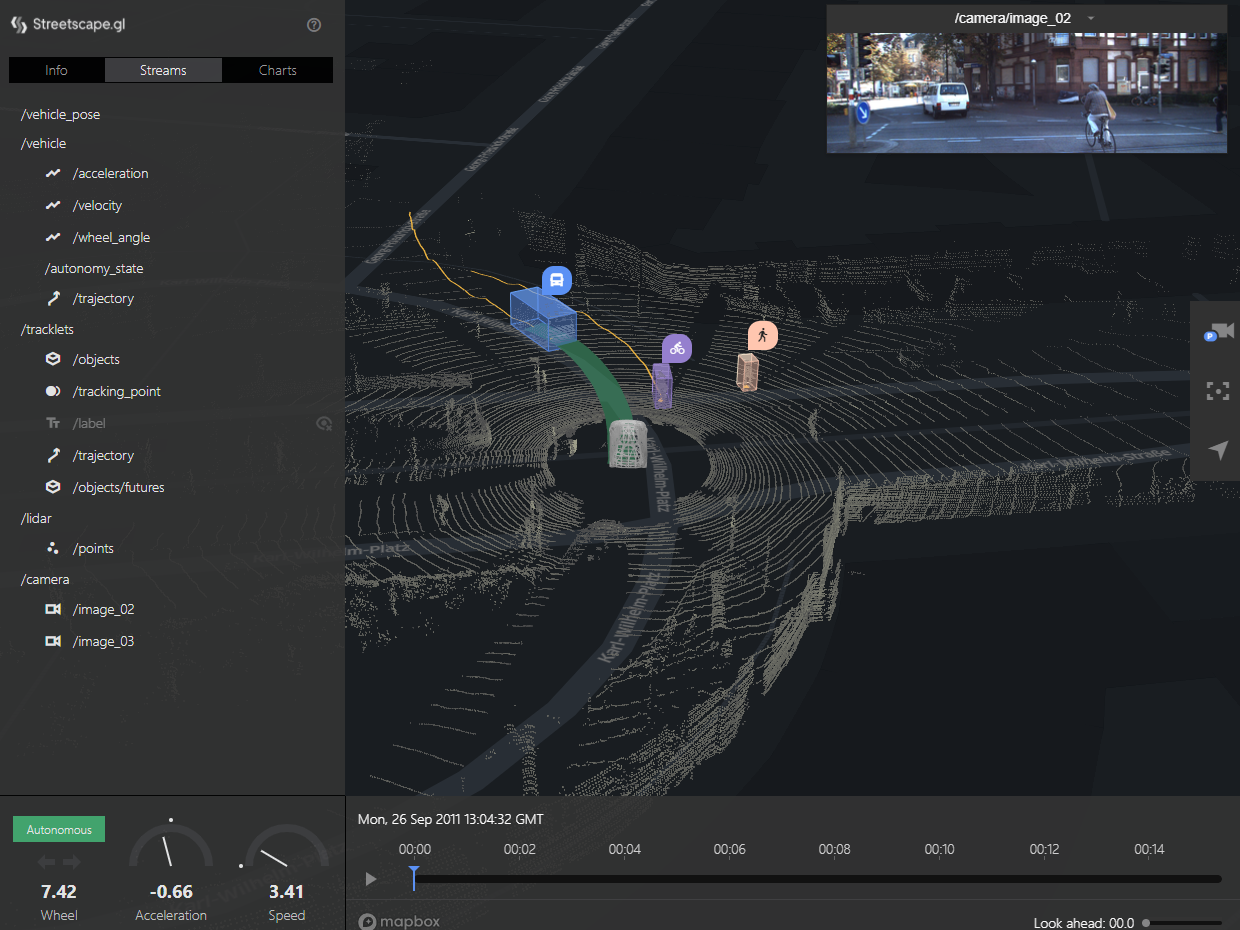 Streetscape.gl
Info Streams Charts
/vehicle_pose
/vehicle
/acceleration
/velocity
/wheel_angle
/autonomy_state
/trajectory
/tracklets
/objects
/tracking_point
Tт /label
/trajectory
/objects/futures
/lidar
/points
/camera
/image_02
/image_03
/camera/image_02
P
Karl-Wilhelm-Straße
Karl-Wilhelm-Platz
Autonomous
7.42 -0.66 3.41
Wheel Acceleration Speed
Mon, 26 Sep 2011 13:04:32 GMT
00:00 00:02 00:04 00:06 00:08 00:10 00:12 00:14
mapbox
Look ahead: 00.0